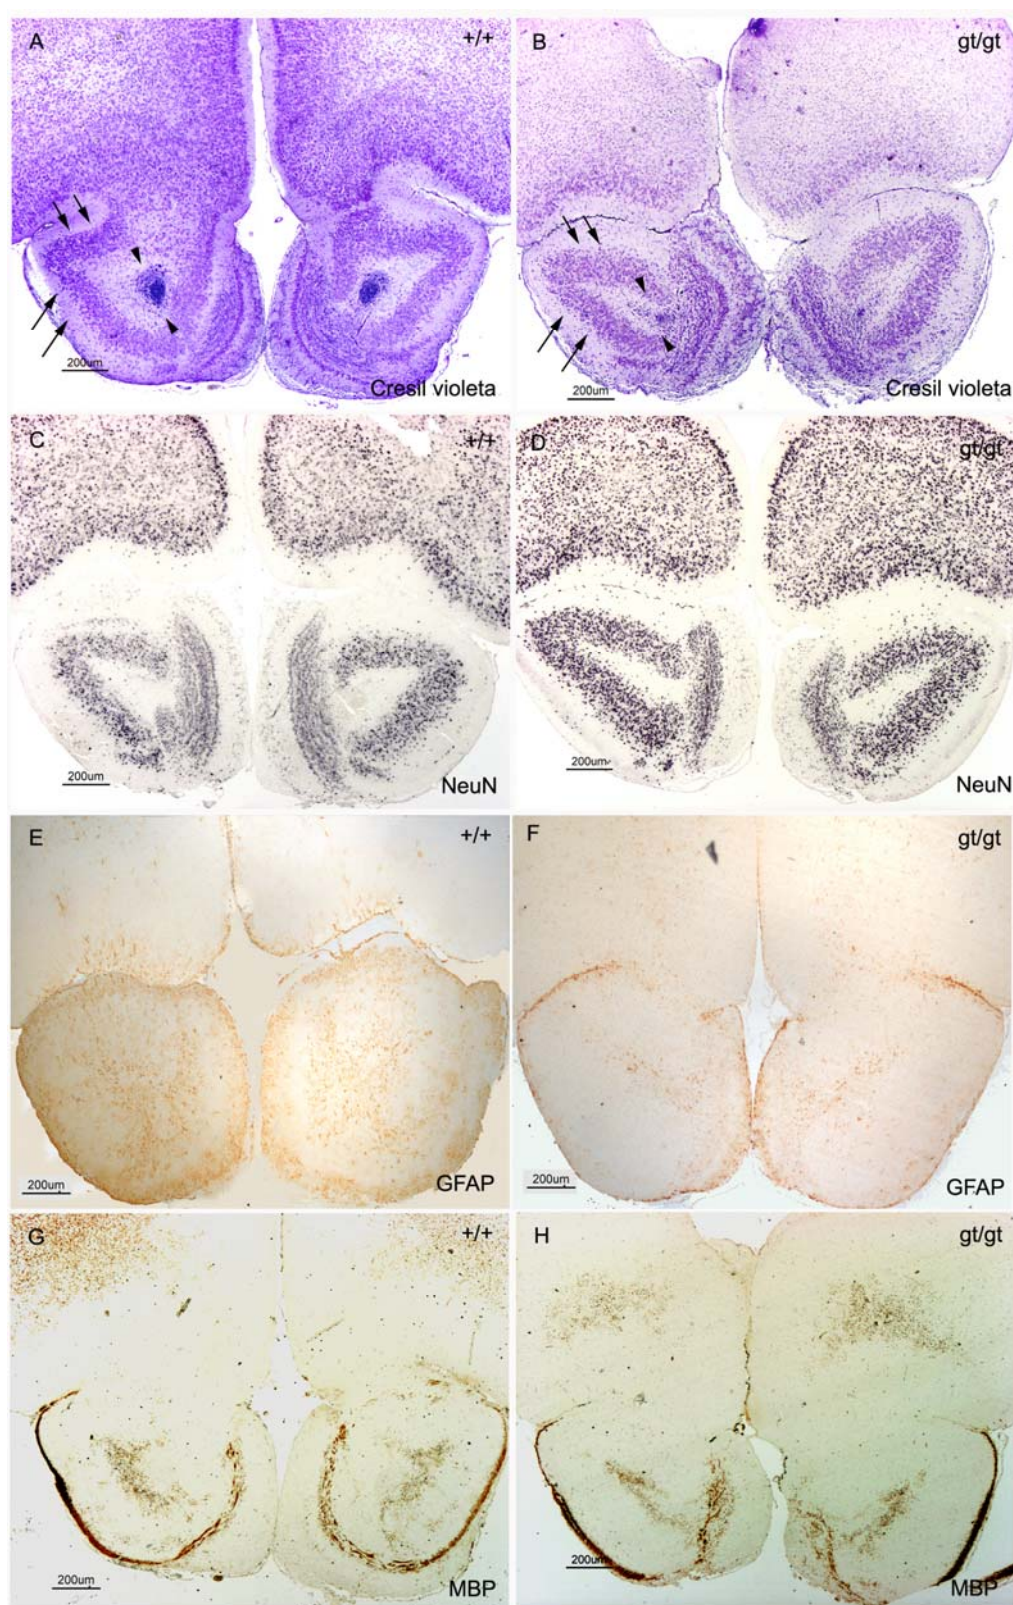 A +/+
B gt/gt
200um Cresil violeta
200um Cresil violeta
C +/+
D gt/gt
200um NeuN
200um NeuN
E +/+
F gt/gt
200um GFAP
200um GFAP
G +/+
H gt/gt
200um MBP
200um MBP